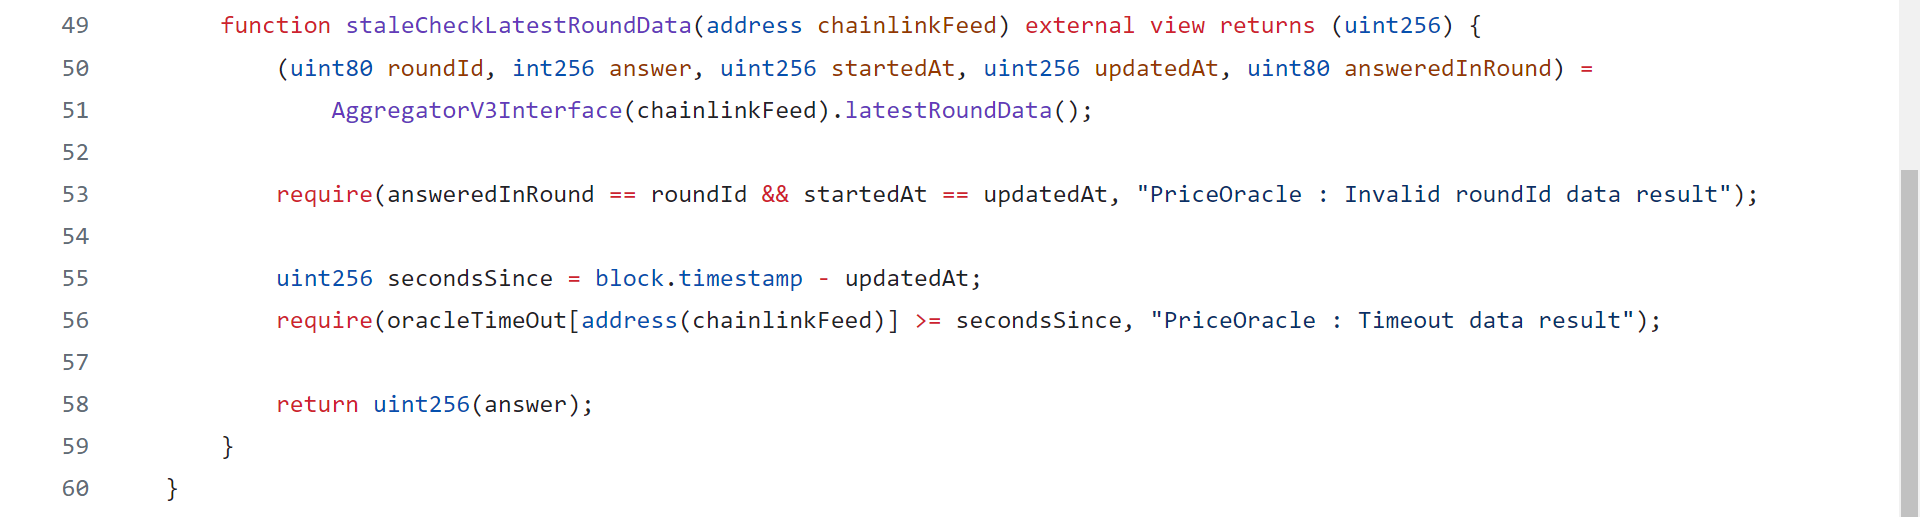 49 function staleCheckLatestRoundData(address chainlinkFeed) external view returns (uint256) {
50 (uint80 roundId, int256 answer, uint256 startedAt, uint256 updatedAt, uint80 answeredInRound) =
51 AggregatorV3Interface(chainlinkFeed).latestRoundData();
52
53 require(answeredInRound == roundId && startedAt == updatedAt, "PriceOracle : Invalid roundId data result");
54
55 uint256 secondsSince = block.timestamp - updatedAt;
56 require(oracleTimeOut[address(chainlinkFeed)] >= secondsSince, "PriceOracle : Timeout data result");
57
58 return uint256(answer);
59 }
60 }